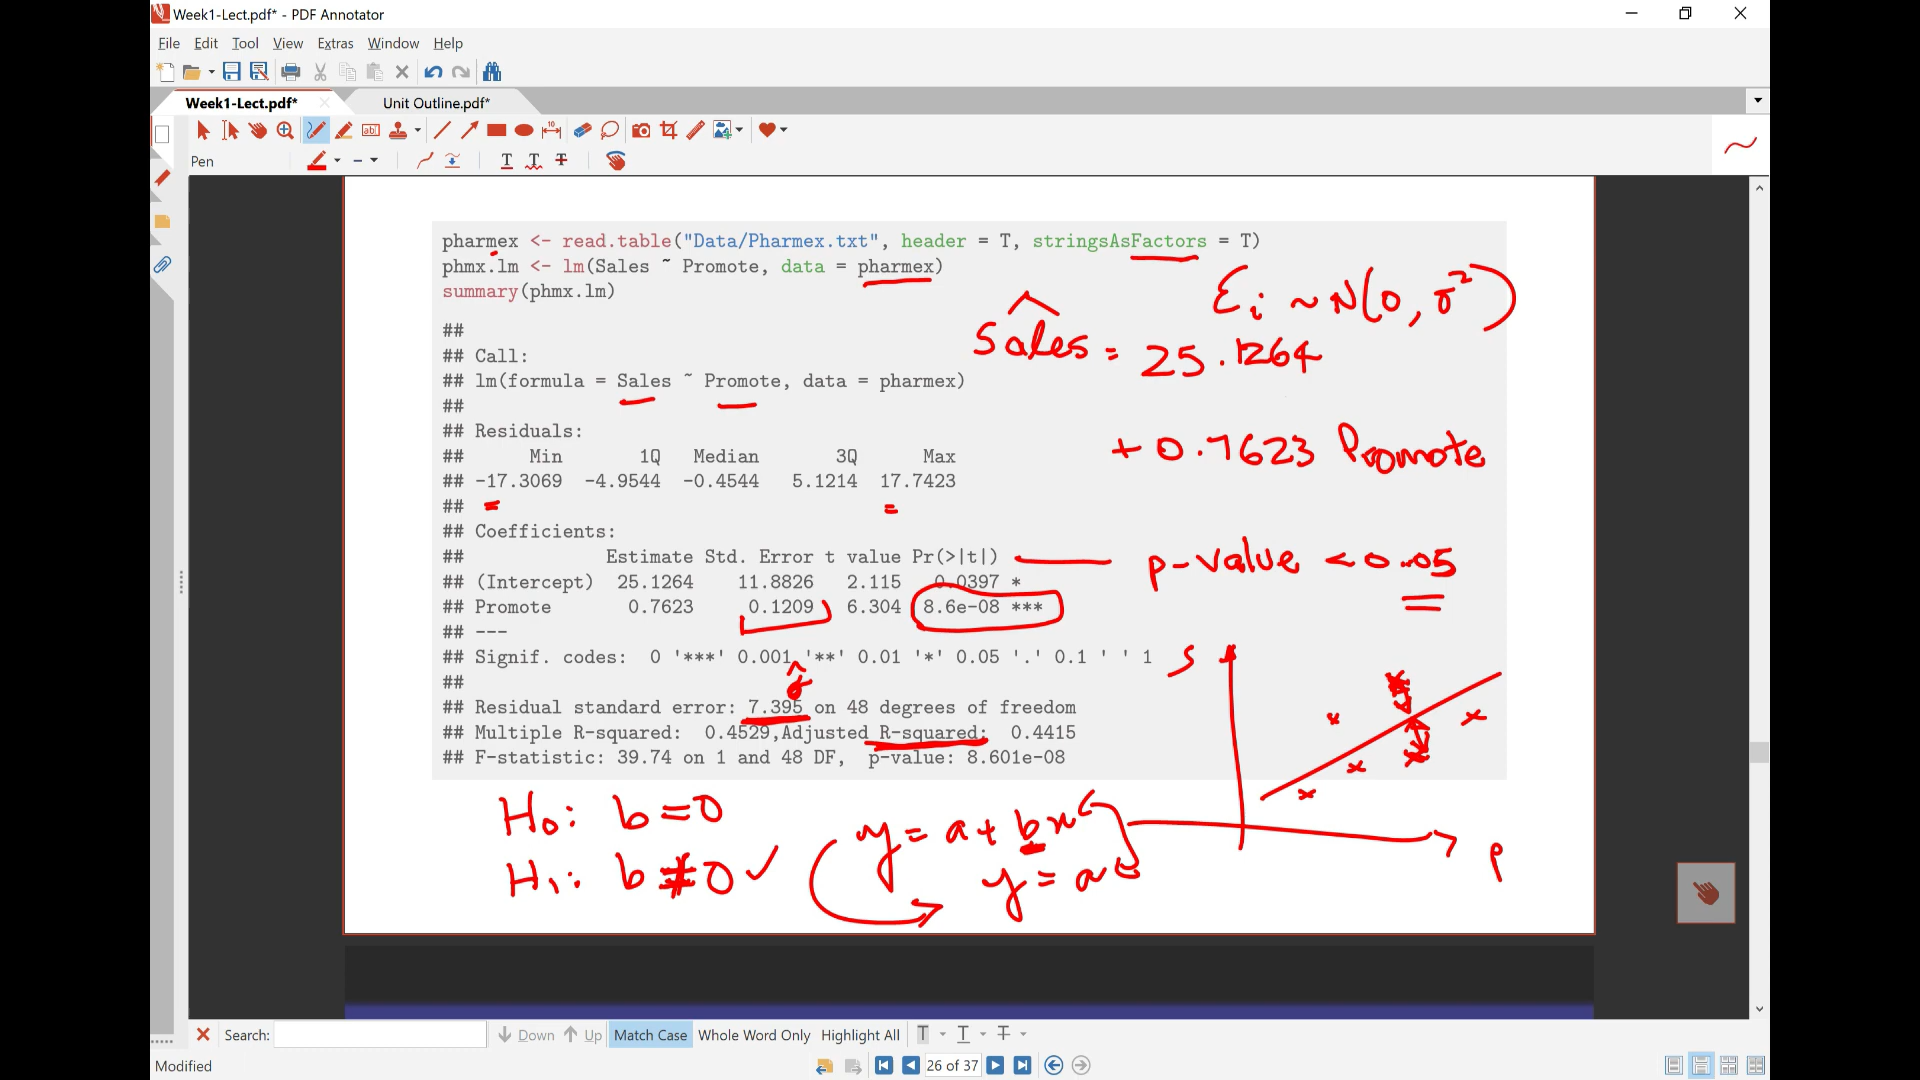 Week1-Lect.pdf* - PDF Annotator
File Edit Tool View Extras Window Help
Week1-Lect.pdf* Unit Outline.pdf*
Pen
pharmex <- read.table("Data/Pharmex.txt", header = T, stringsAsFactors = T)
phmx.lm <- lm(Sales ~ Promote, data = pharmex)
summary(phmx.lm)
εi ~ N(0, σ²)
Sales = 25.1264
+ 0.7623 Promote
##
## Call:
## lm(formula = Sales ~ Promote, data = pharmex)
##
## Residuals:
## Min 1Q Median 3Q Max
## -17.3069 -4.9544 -0.4544 5.1214 17.7423
##
## Coefficients:
## Estimate Std. Error t value Pr(>|t|)
p-value < 0.05
## (Intercept) 25.1264 11.8826 2.115 0.0397 *
## Promote 0.7623 0.1209 6.304 8.6e-08 ***
## ---
## Signif. codes: 0 '***' 0.001 '**' 0.01 '*' 0.05 '.' 0.1 ' ' 1
##
σ̂
## Residual standard error: 7.395 on 48 degrees of freedom
## Multiple R-squared: 0.4529,Adjusted R-squared: 0.4415
## F-statistic: 39.74 on 1 and 48 DF, p-value: 8.601e-08
S
P
H0: b = 0
H1: b ≠ 0 ✓
y = a + bx
y = a
Search: Down Up Match Case Whole Word Only Highlight All
Modified
26 of 37